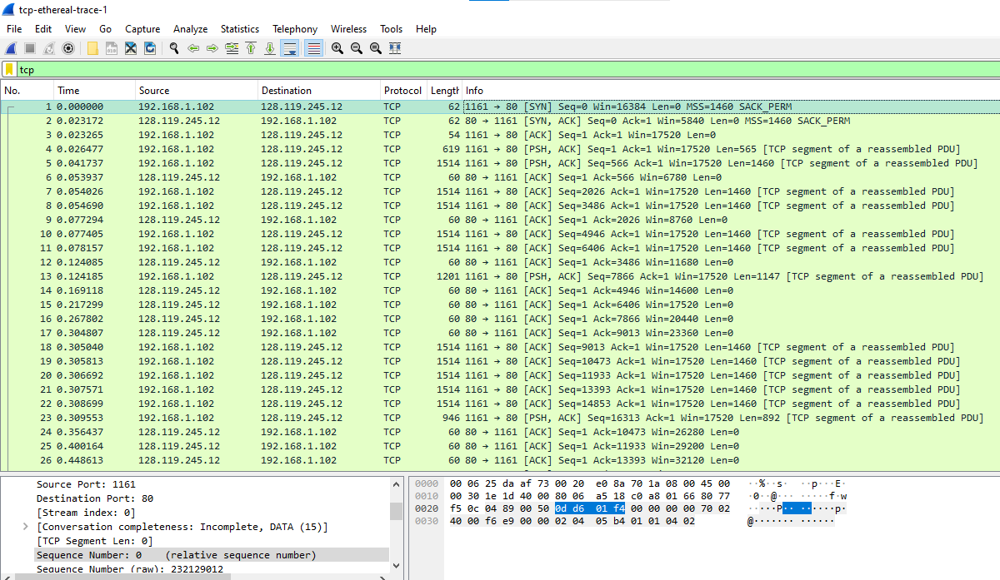 tcp-ethereal-trace-1
File Edit View Go Capture Analyze Statistics Telephony Wireless Tools Help
tcp
No. Time Source Destination Protocol Length Info
1 0.000000 192.168.1.102 128.119.245.12 TCP 62 1161 → 80 [SYN] Seq=0 Win=16384 Len=0 MSS=1460 SACK_PERM
2 0.023172 128.119.245.12 192.168.1.102 TCP 62 80 → 1161 [SYN, ACK] Seq=0 Ack=1 Win=5840 Len=0 MSS=1460 SACK_PERM
3 0.023265 192.168.1.102 128.119.245.12 TCP 54 1161 → 80 [ACK] Seq=1 Ack=1 Win=17520 Len=0
4 0.026477 192.168.1.102 128.119.245.12 TCP 619 1161 → 80 [PSH, ACK] Seq=1 Ack=1 Win=17520 Len=565 [TCP segment of a reassembled PDU]
5 0.041737 192.168.1.102 128.119.245.12 TCP 1514 1161 → 80 [PSH, ACK] Seq=566 Ack=1 Win=17520 Len=1460 [TCP segment of a reassembled PDU]
6 0.053937 128.119.245.12 192.168.1.102 TCP 60 80 → 1161 [ACK] Seq=1 Ack=566 Win=6780 Len=0
7 0.054026 192.168.1.102 128.119.245.12 TCP 1514 1161 → 80 [ACK] Seq=2026 Ack=1 Win=17520 Len=1460 [TCP segment of a reassembled PDU]
8 0.054690 192.168.1.102 128.119.245.12 TCP 1514 1161 → 80 [ACK] Seq=3486 Ack=1 Win=17520 Len=1460 [TCP segment of a reassembled PDU]
9 0.077294 128.119.245.12 192.168.1.102 TCP 60 80 → 1161 [ACK] Seq=1 Ack=2026 Win=8760 Len=0
10 0.077405 192.168.1.102 128.119.245.12 TCP 1514 1161 → 80 [ACK] Seq=4946 Ack=1 Win=17520 Len=1460 [TCP segment of a reassembled PDU]
11 0.078157 192.168.1.102 128.119.245.12 TCP 1514 1161 → 80 [ACK] Seq=6406 Ack=1 Win=17520 Len=1460 [TCP segment of a reassembled PDU]
12 0.124085 128.119.245.12 192.168.1.102 TCP 60 80 → 1161 [ACK] Seq=1 Ack=3486 Win=11680 Len=0
13 0.124185 192.168.1.102 128.119.245.12 TCP 1201 1161 → 80 [PSH, ACK] Seq=7866 Ack=1 Win=17520 Len=1147 [TCP segment of a reassembled PDU]
14 0.169118 128.119.245.12 192.168.1.102 TCP 60 80 → 1161 [ACK] Seq=1 Ack=4946 Win=14600 Len=0
15 0.217299 128.119.245.12 192.168.1.102 TCP 60 80 → 1161 [ACK] Seq=1 Ack=6406 Win=17520 Len=0
16 0.267802 128.119.245.12 192.168.1.102 TCP 60 80 → 1161 [ACK] Seq=1 Ack=7866 Win=20440 Len=0
17 0.304807 128.119.245.12 192.168.1.102 TCP 60 80 → 1161 [ACK] Seq=1 Ack=9013 Win=23360 Len=0
18 0.305040 192.168.1.102 128.119.245.12 TCP 1514 1161 → 80 [ACK] Seq=9013 Ack=1 Win=17520 Len=1460 [TCP segment of a reassembled PDU]
19 0.305813 192.168.1.102 128.119.245.12 TCP 1514 1161 → 80 [ACK] Seq=10473 Ack=1 Win=17520 Len=1460 [TCP segment of a reassembled PDU]
20 0.306692 192.168.1.102 128.119.245.12 TCP 1514 1161 → 80 [ACK] Seq=11933 Ack=1 Win=17520 Len=1460 [TCP segment of a reassembled PDU]
21 0.307571 192.168.1.102 128.119.245.12 TCP 1514 1161 → 80 [ACK] Seq=13393 Ack=1 Win=17520 Len=1460 [TCP segment of a reassembled PDU]
22 0.308699 192.168.1.102 128.119.245.12 TCP 1514 1161 → 80 [ACK] Seq=14853 Ack=1 Win=17520 Len=1460 [TCP segment of a reassembled PDU]
23 0.309553 192.168.1.102 128.119.245.12 TCP 946 1161 → 80 [PSH, ACK] Seq=16313 Ack=1 Win=17520 Len=892 [TCP segment of a reassembled PDU]
24 0.356437 128.119.245.12 192.168.1.102 TCP 60 80 → 1161 [ACK] Seq=1 Ack=10473 Win=26280 Len=0
25 0.400164 128.119.245.12 192.168.1.102 TCP 60 80 → 1161 [ACK] Seq=1 Ack=11933 Win=29200 Len=0
26 0.448613 128.119.245.12 192.168.1.102 TCP 60 80 → 1161 [ACK] Seq=1 Ack=13393 Win=32120 Len=0
Source Port: 1161
Destination Port: 80
[Stream index: 0]
[Conversation completeness: Incomplete, DATA (15)]
[TCP Segment Len: 0]
Sequence Number: 0 (relative sequence number)
Sequence Number (raw): 232129012
0000 00 06 25 da af 73 00 20 e0 8a 70 1a 08 00 45 00 ··%··s· ··p···E·
0010 00 30 1e 1d 40 00 80 06 a5 18 c0 a8 01 66 80 77 ·0··@··· ·····f·w
0020 f5 0c 04 89 00 50 0d d6 01 f4 00 00 00 00 70 02 ·····P·· ······p·
0030 40 00 f6 e9 00 00 02 04 05 b4 01 01 04 02 @······· ······